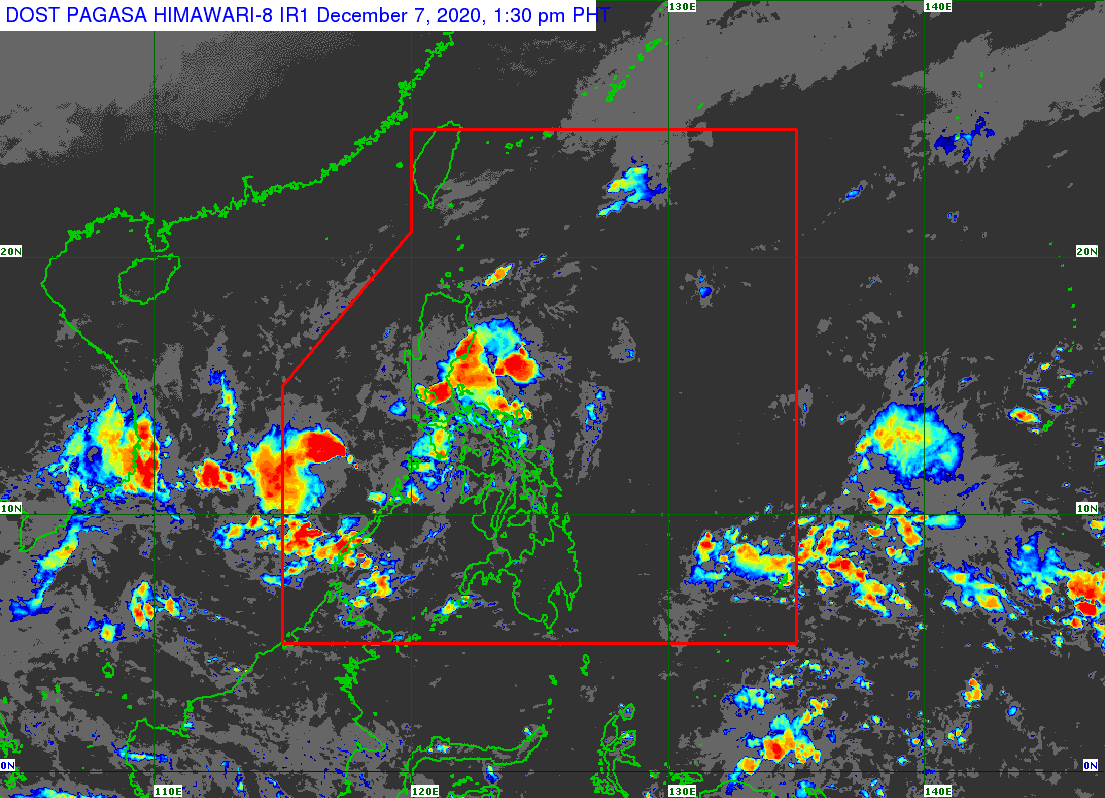 DOST PAGASA HIMAWARI-8 IR1 December 7, 2020, 1:30 pm PHT
130E 140E
20N 20N
10N 10N
0N 0N
110E 120E 130E 140E